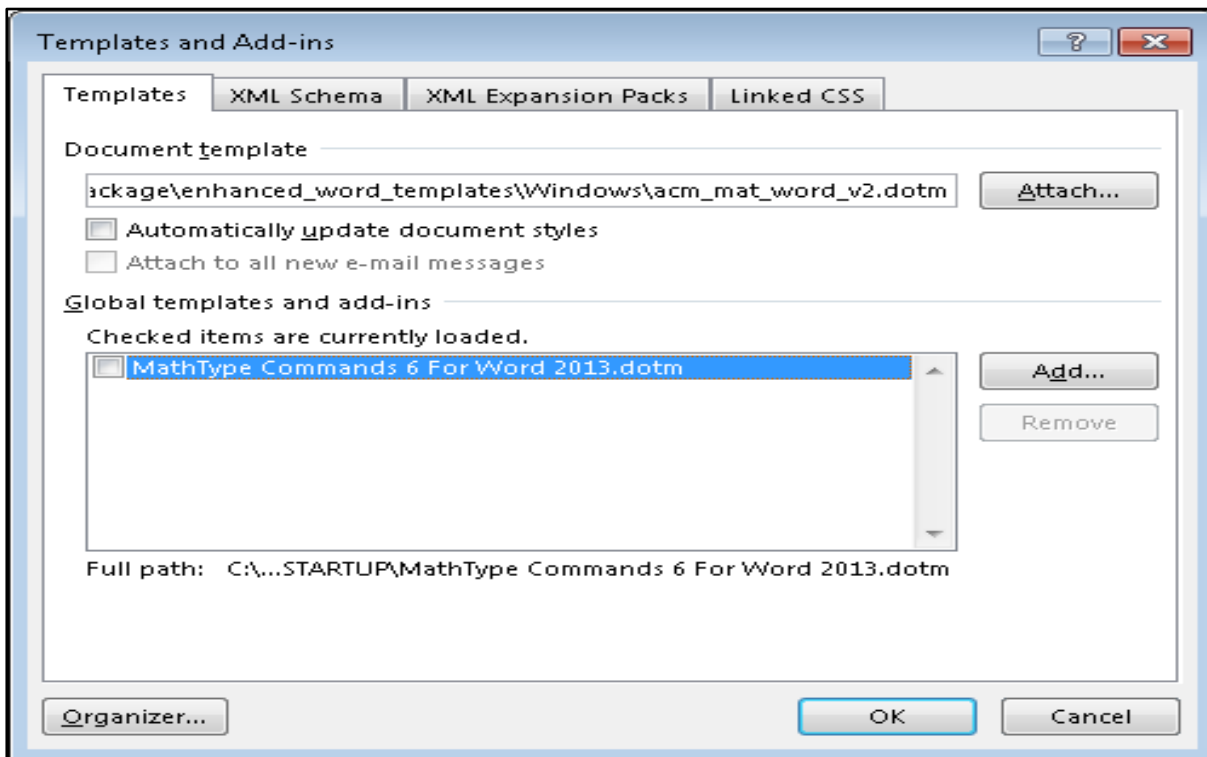 Templates and Add-ins
Templates XML Schema XML Expansion Packs Linked CSS
Document template
ackage\enhanced_word_templates\Windows\acm_mat_word_v2.dotm Attach...
Automatically update document styles
Attach to all new e-mail messages
Global templates and add-ins
Checked items are currently loaded.
MathType Commands 6 For Word 2013.dotm Add...
Remove
Full path: C:\...STARTUP\MathType Commands 6 For Word 2013.dotm
Organizer... OK Cancel